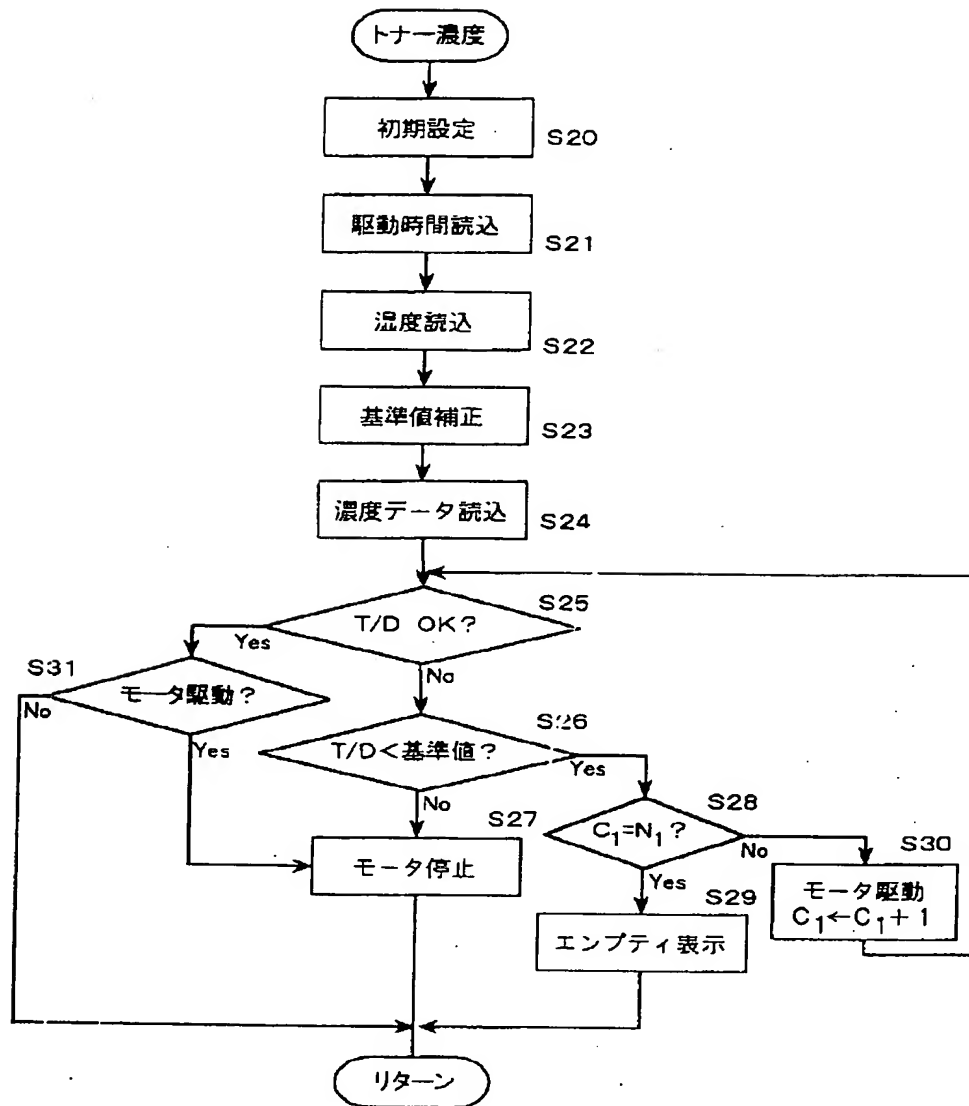 トナー濃度
初期設定
S20
駆動時間読込
S21
温度読込
S22
基準値補正
S23
濃度データ読込
S24
T/D OK?
S25
Yes
No
S31
モータ駆動?
No
Yes
S26
T/D<基準値?
Yes
No
S27
モータ停止
S28
C1=N1?
No
Yes
S30
モータ駆動
C1←C1+1
S29
エンプティ表示
リターン